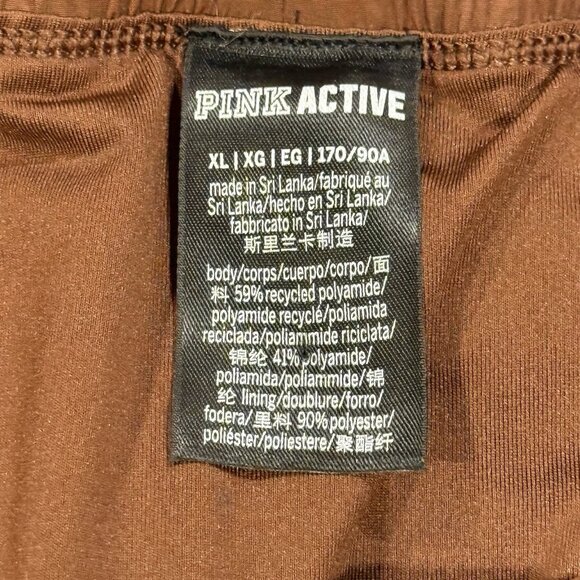 PINK ACTIVE
XL | XG | EG | 170/90A
made in Sri Lanka/fabriqué au
Sri Lanka/hecho en Sri Lanka/
fabbricato in Sri Lanka/
斯里兰卡制造
body/corps/cuerpo/corpo/面
料 59% recycled polyamide/
polyamide recyclé/poliamida
reciclada/poliammide riciclata/
锦纶 41% polyamide/
poliamida/poliammide/锦
纶 lining/doublure/forro/
fodera/里料 90% polyester/
poliéster/poliestere/聚酯纤